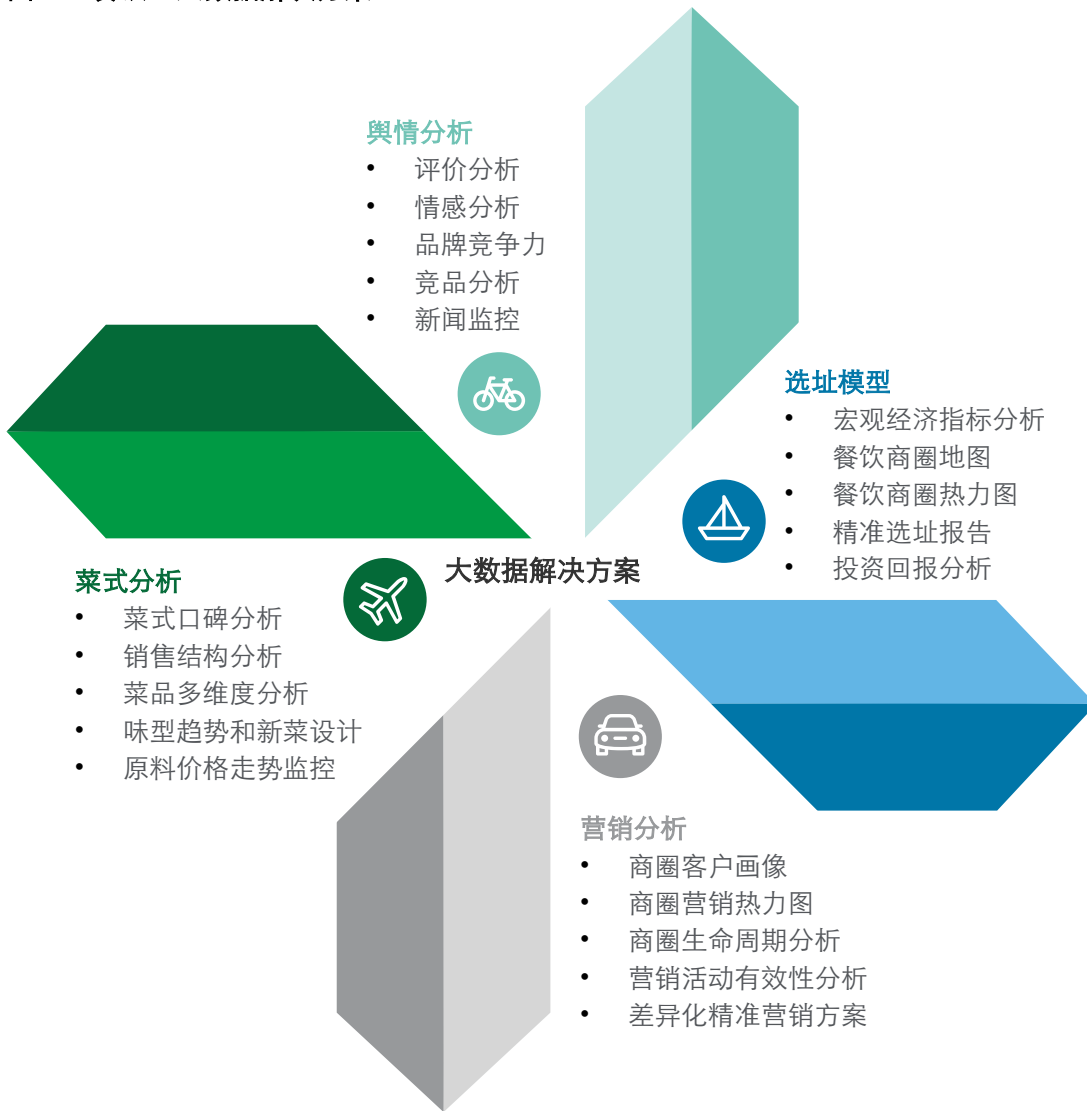 舆情分析
• 评价分析
• 情感分析
• 品牌竞争力
• 竞品分析
• 新闻监控
选址模型
• 宏观经济指标分析
• 餐饮商圈地图
• 餐饮商圈热力图
• 精准选址报告
• 投资回报分析
大数据解决方案
菜式分析
• 菜式口碑分析
• 销售结构分析
• 菜品多维度分析
• 味型趋势和新菜设计
• 原料价格走势监控
营销分析
• 商圈客户画像
• 商圈营销热力图
• 商圈生命周期分析
• 营销活动有效性分析
• 差异化精准营销方案